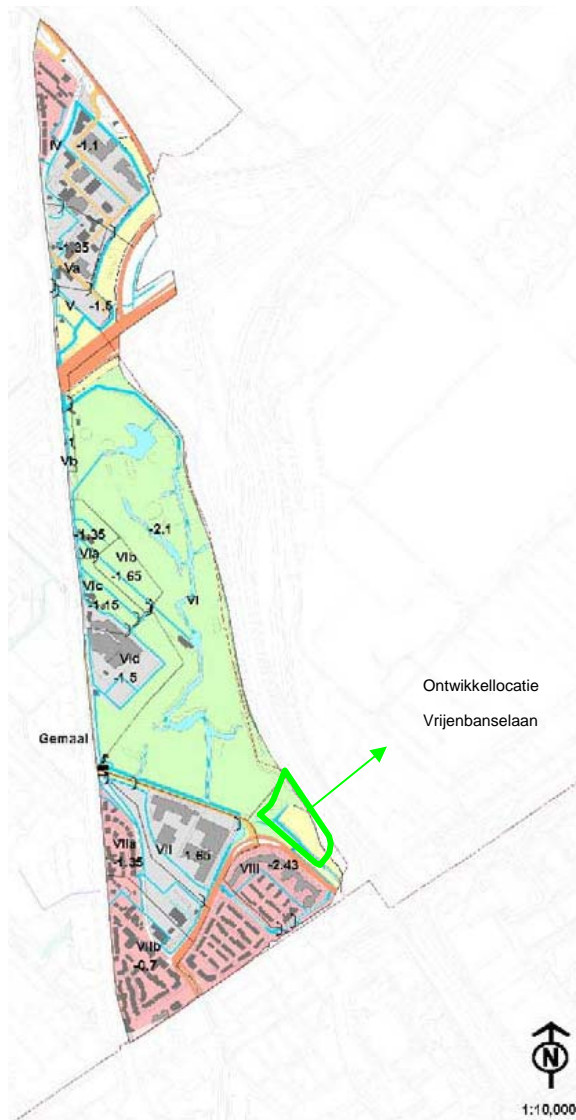 IV -1.1
-1.35
Va
V -1.5
-1
Vb
-2.1
-1.35
VIa
VIb
-1.65
VIc
-1.15
VI
VId
-1.5
Ontwikkellocatie
Vrijenbanselaan
Gemaal
VIIa
-1.35
VII
-1.65
VIII -2.43
VIIb
-0.7
N
1:10,000